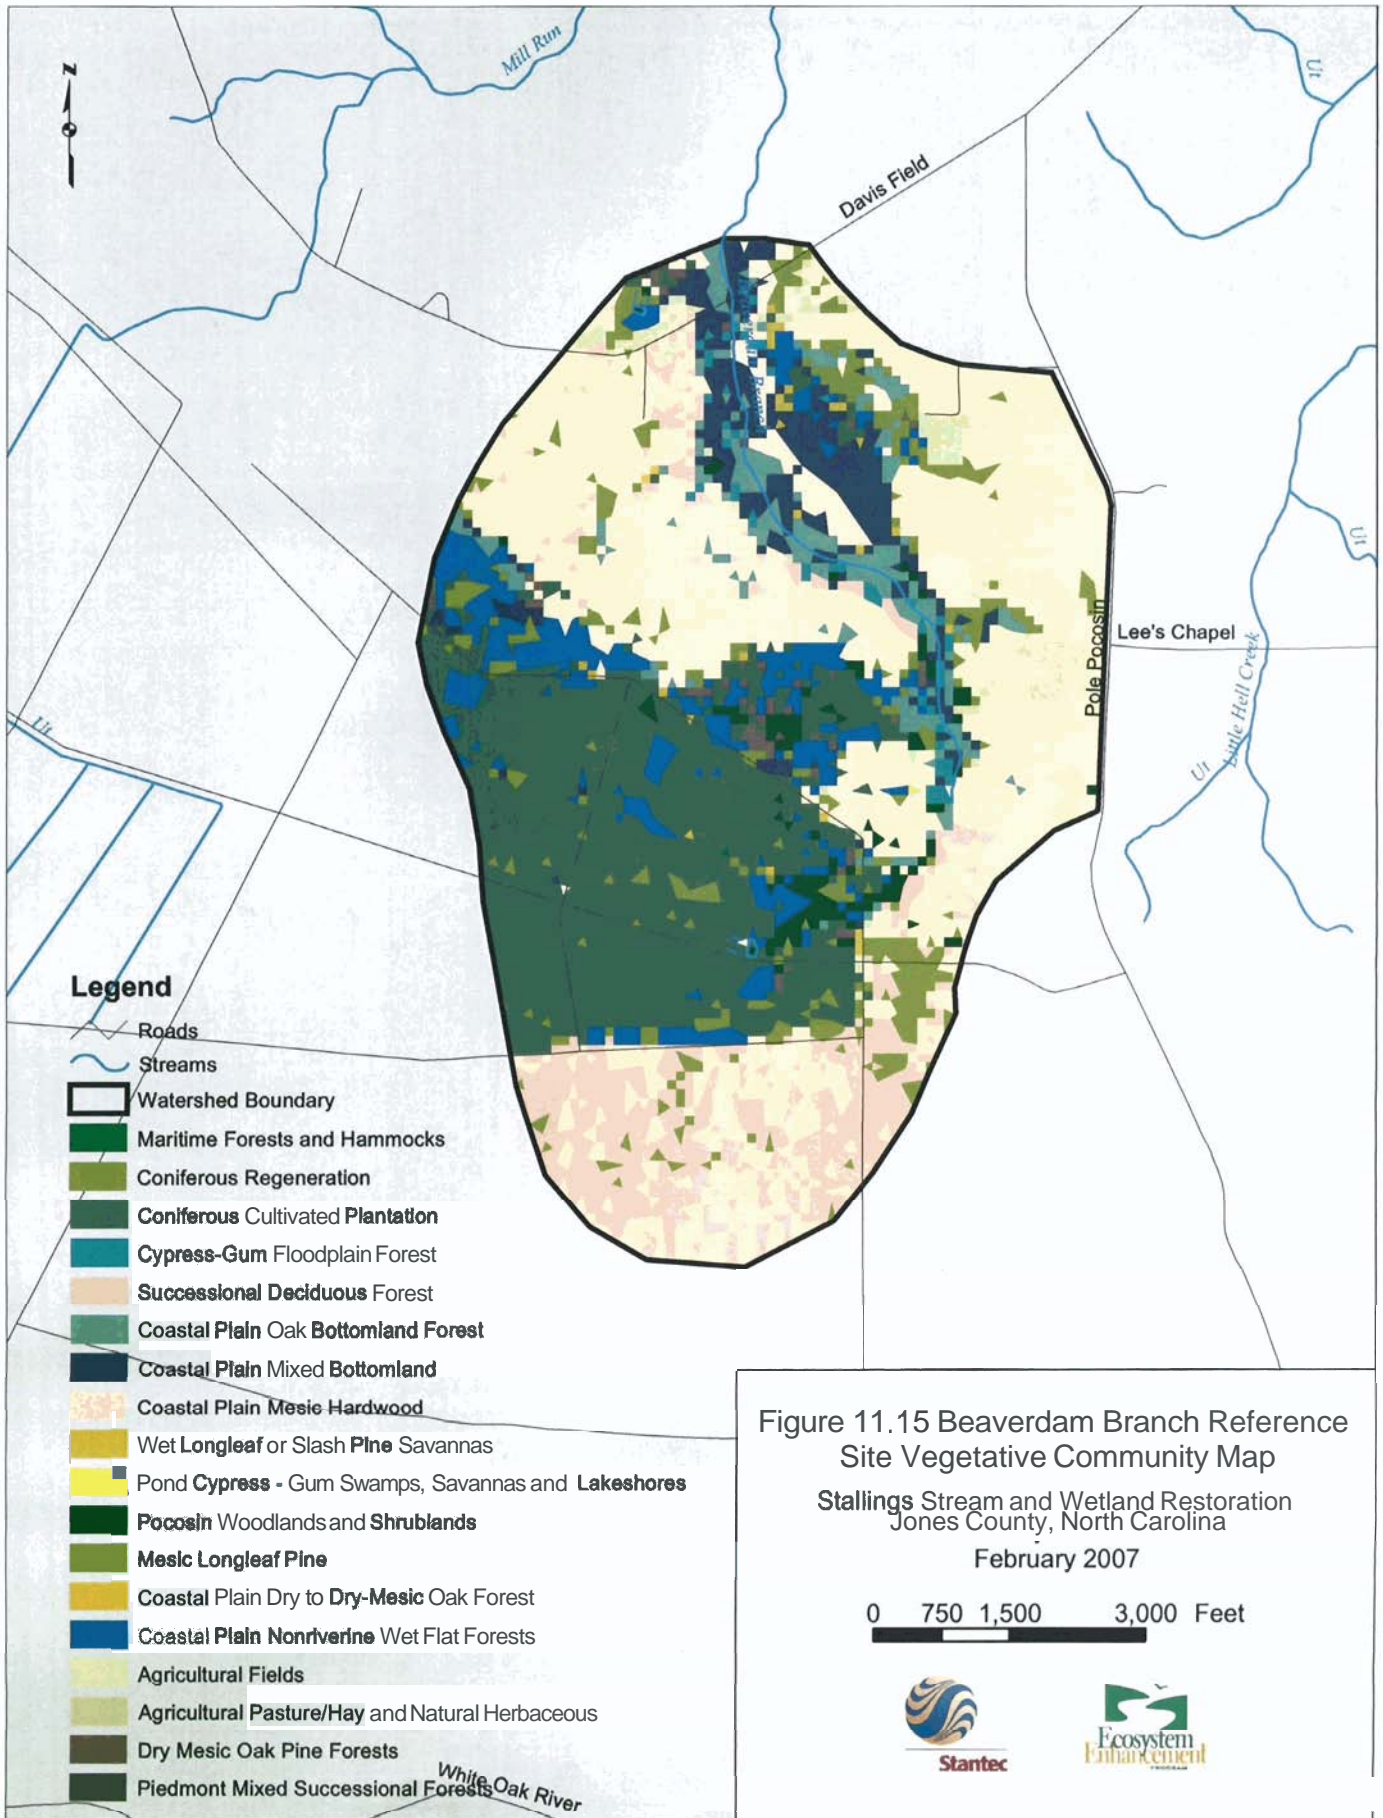 Mill Run
Ut
N
Davis Field
Ut
Lee's Chapel
Pole Pocosin
Little Hell Creek
Ut
Ut
Legend
Roads
Streams
Watershed Boundary
Maritime Forests and Hammocks
Coniferous Regeneration
Coniferous Cultivated Plantation
Cypress-Gum Floodplain Forest
Successional Deciduous Forest
Coastal Plain Oak Bottomland Forest
Coastal Plain Mixed Bottomland
Coastal Plain Mesic Hardwood
Wet Longleaf or Slash Pine Savannas
Pond Cypress - Gum Swamps, Savannas and Lakeshores
Pocosin Woodlands and Shrublands
Mesic Longleaf Pine
Coastal Plain Dry to Dry-Mesic Oak Forest
Coastal Plain Nonriverine Wet Flat Forests
Agricultural Fields
Agricultural Pasture/Hay and Natural Herbaceous
Dry Mesic Oak Pine Forests
Piedmont Mixed Successional Forests
White Oak River
Figure 11.15 Beaverdam Branch Reference
Site Vegetative Community Map
Stallings Stream and Wetland Restoration
Jones County, North Carolina
February 2007
0 750 1,500 3,000 Feet
Stantec
Ecosystem
Enhancement
PROGRAM